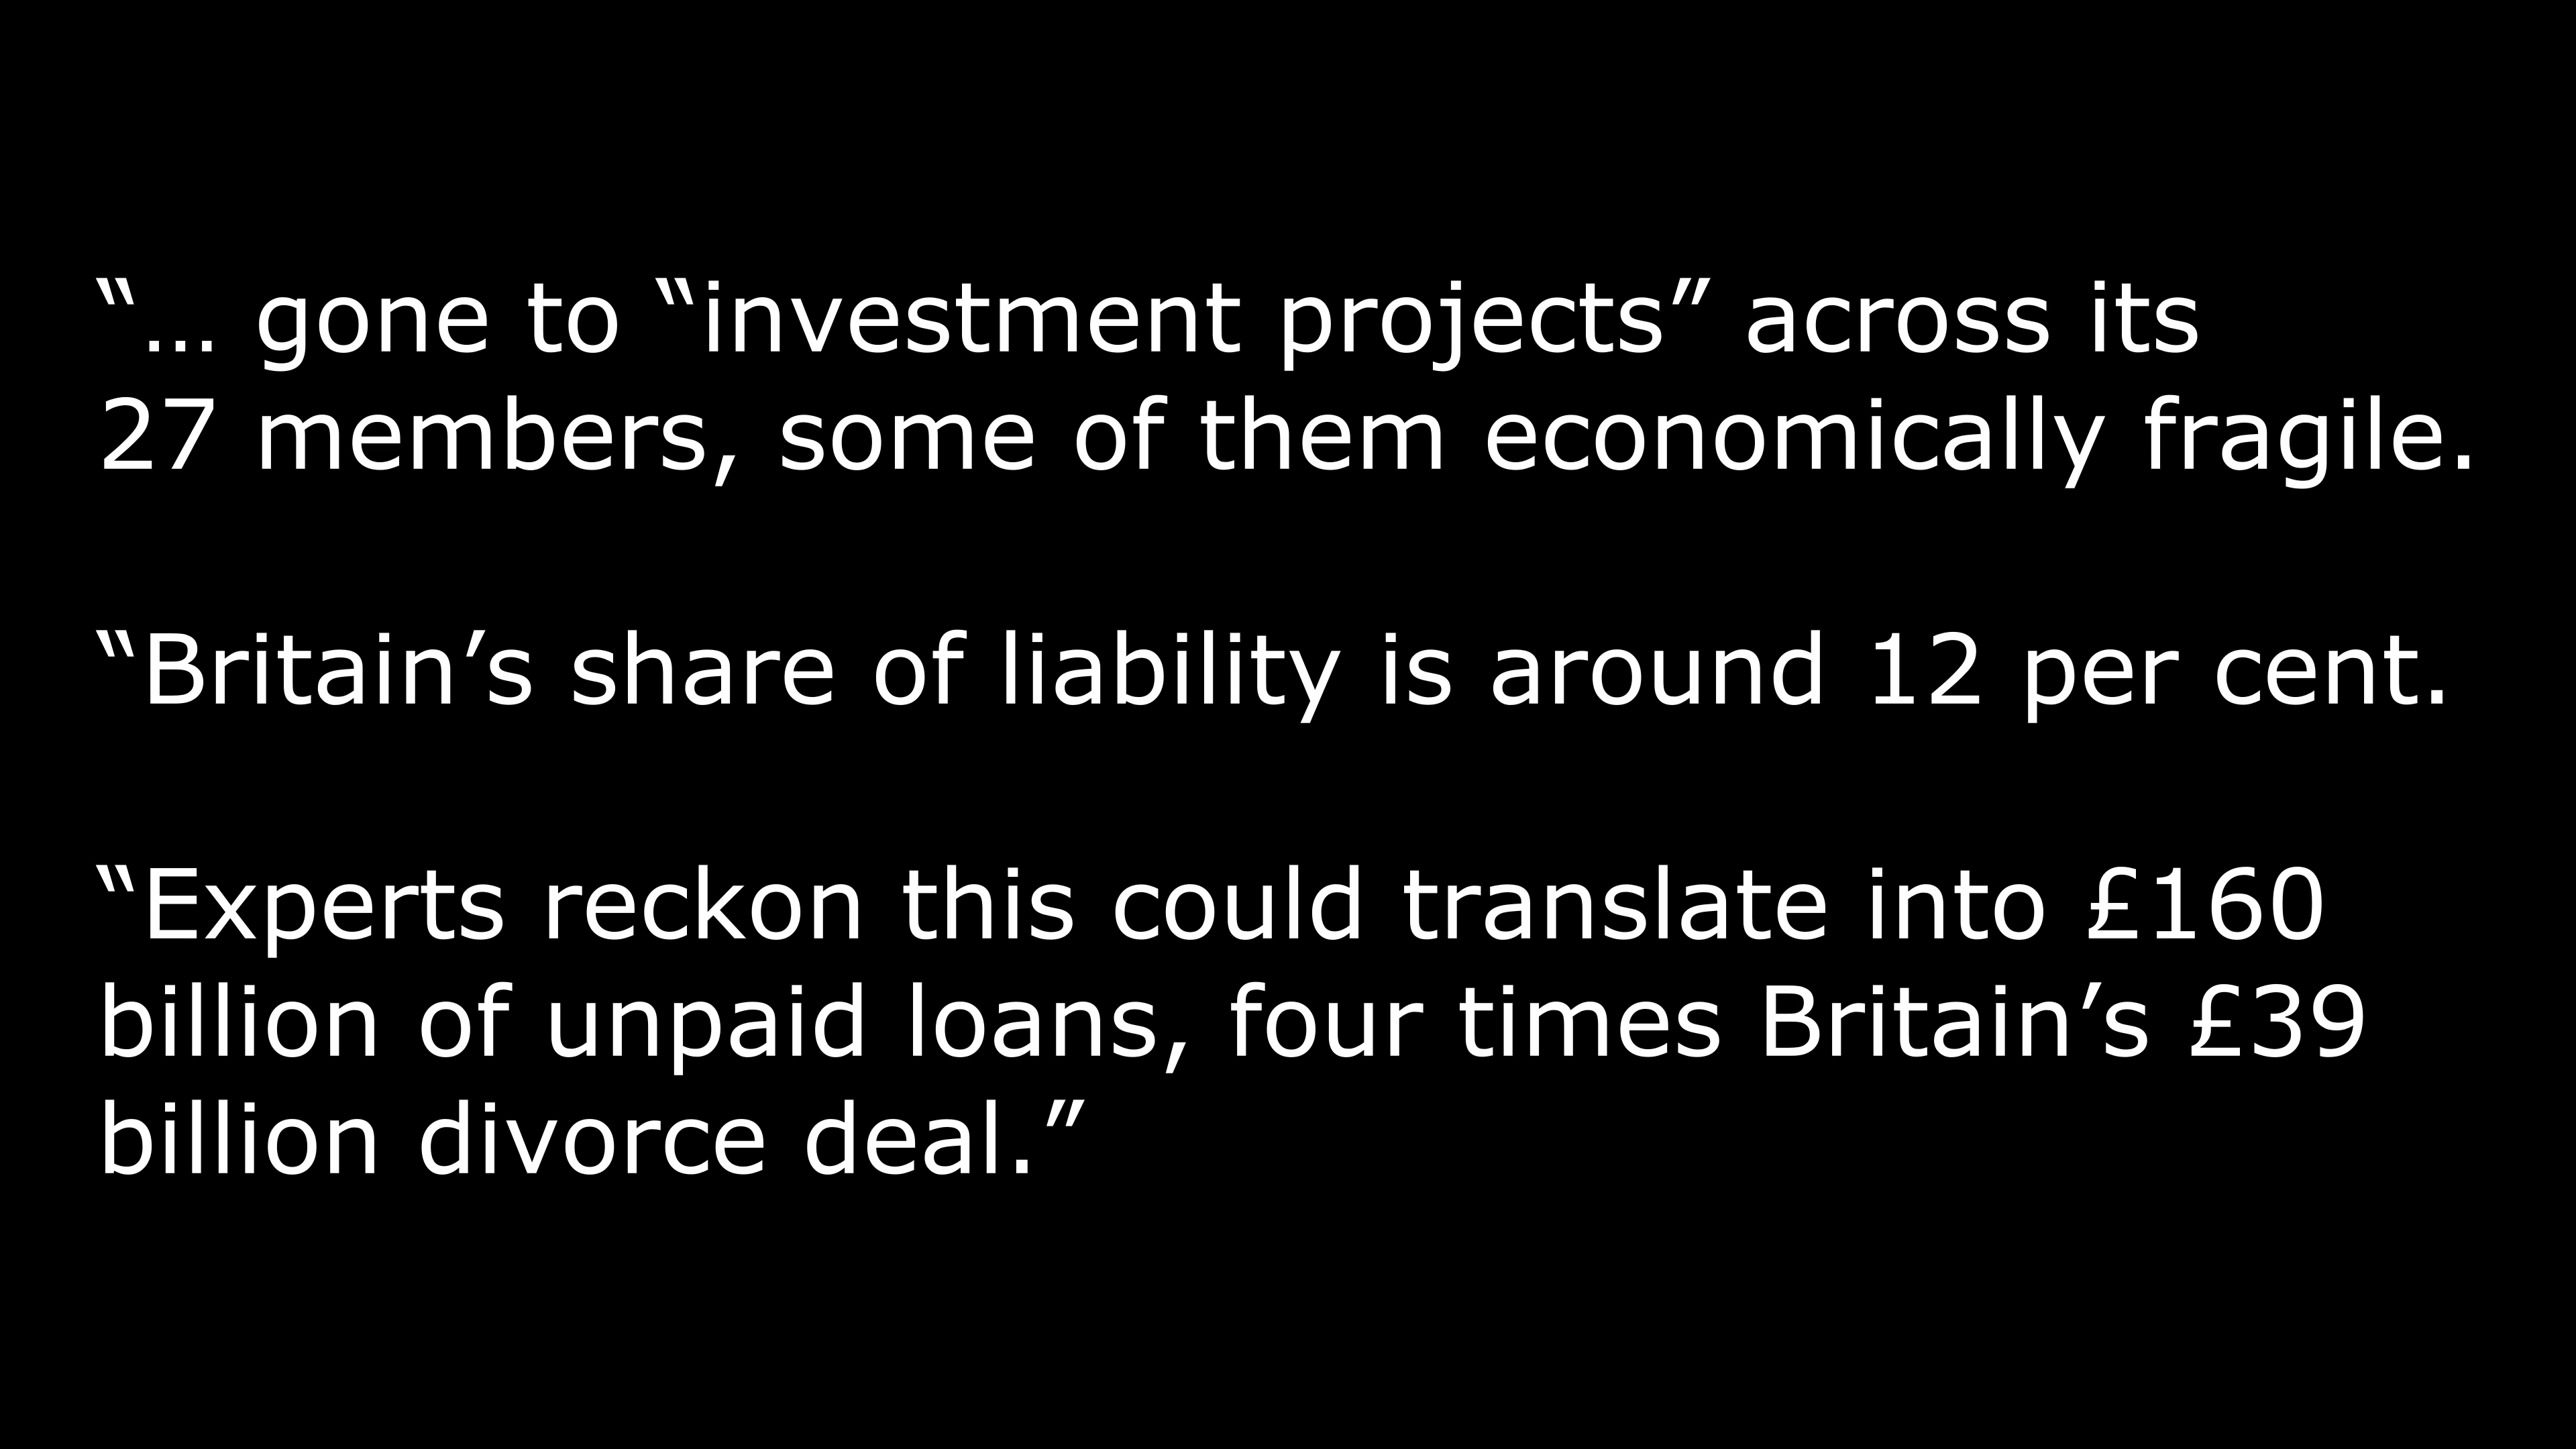 “… gone to “investment projects” across its
27 members, some of them economically fragile.
“Britain’s share of liability is around 12 per cent.
“Experts reckon this could translate into £160
billion of unpaid loans, four times Britain’s £39
billion divorce deal.”